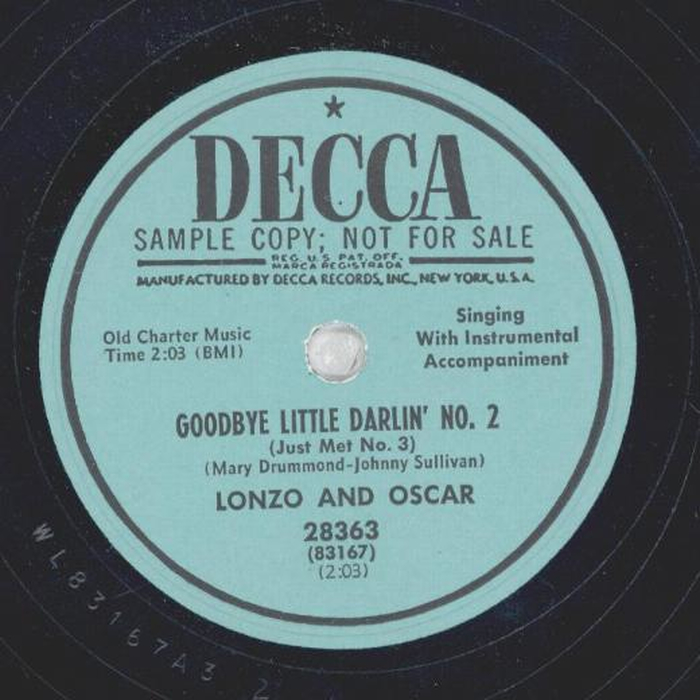 DECCA
SAMPLE COPY; NOT FOR SALE
REG. U.S. PAT. OFF.
MARCA REGISTRADA
MANUFACTURED BY DECCA RECORDS, INC., NEW YORK, U.S.A.
Old Charter Music
Time 2:03 (BMI)
Singing
With Instrumental
Accompaniment
GOODBYE LITTLE DARLIN' NO. 2
(Just Met No. 3)
(Mary Drummond-Johnny Sullivan)
LONZO AND OSCAR
28363
(83167)
(2:03)
WL83167A3 2